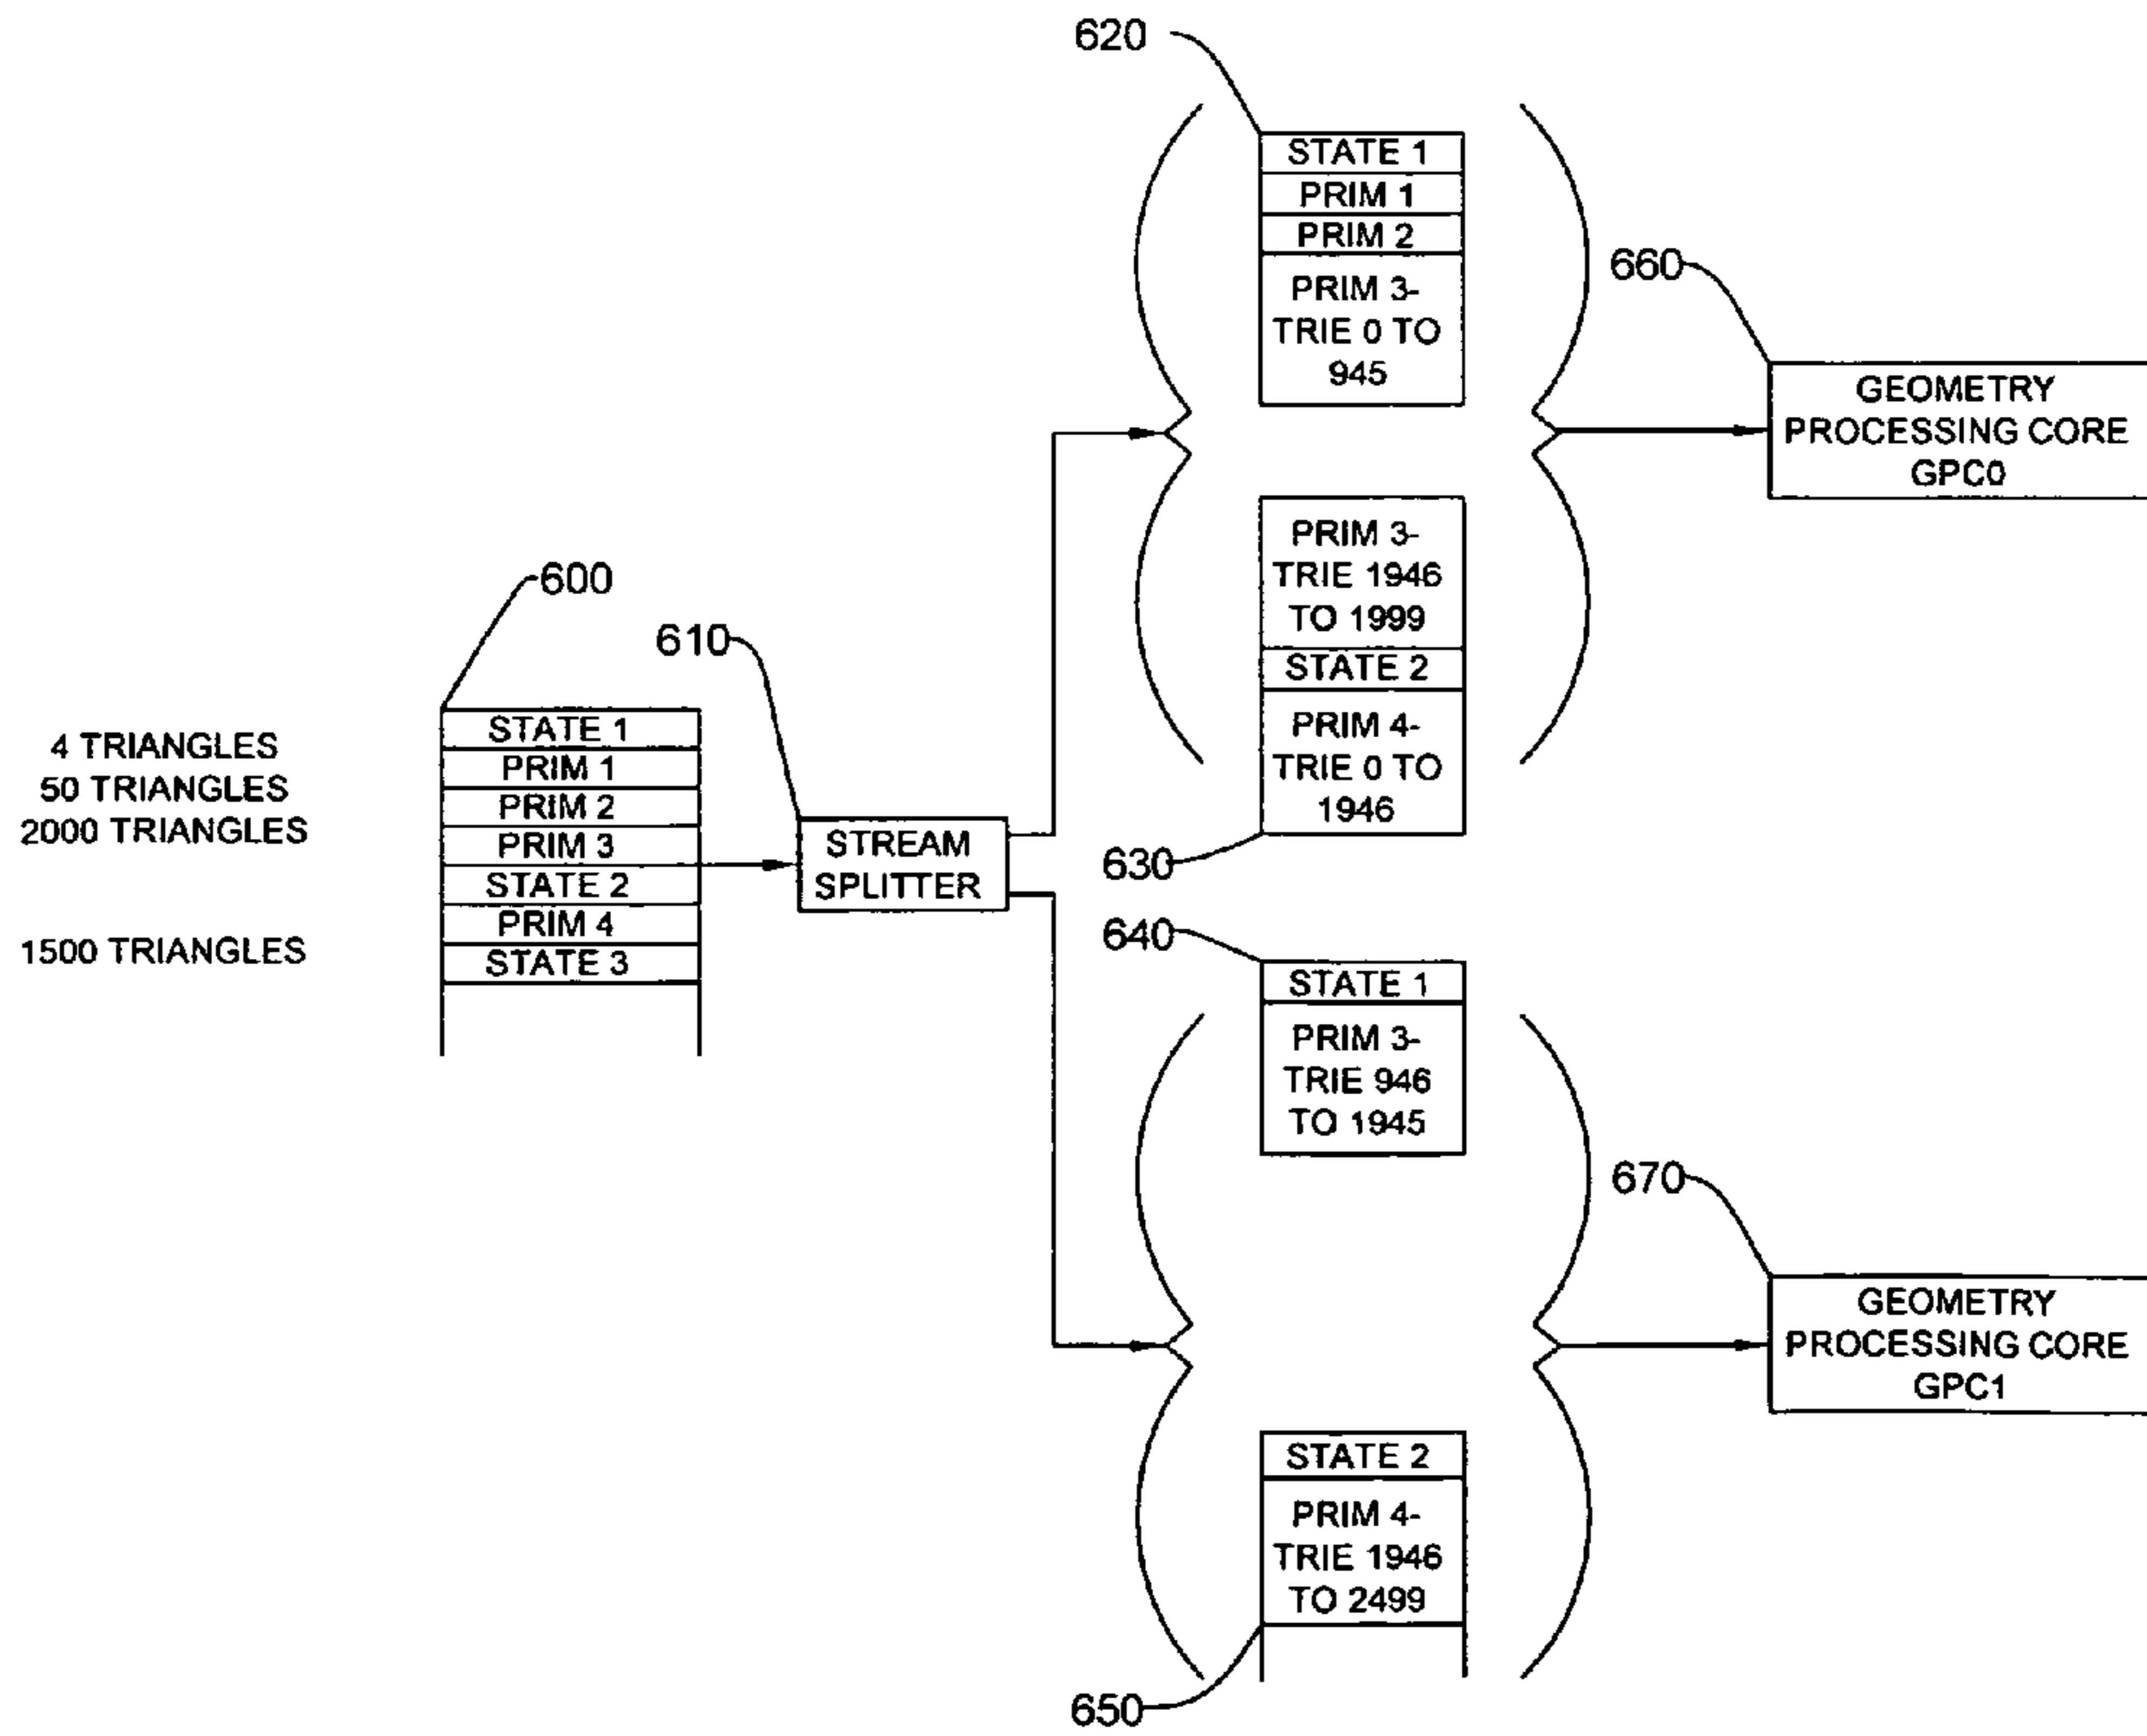 620
STATE 1
PRIM 1
PRIM 2
PRIM 3-
TRIE 0 TO
945
660
GEOMETRY
PROCESSING CORE
GPC0
PRIM 3-
TRIE 1946
TO 1999
STATE 2
PRIM 4-
TRIE 0 TO
1946
630
600
610
4 TRIANGLES
50 TRIANGLES
2000 TRIANGLES
1500 TRIANGLES
STATE 1
PRIM 1
PRIM 2
PRIM 3
STATE 2
PRIM 4
STATE 3
STREAM
SPLITTER
640
STATE 1
PRIM 3-
TRIE 946
TO 1945
670
GEOMETRY
PROCESSING CORE
GPC1
STATE 2
PRIM 4-
TRIE 1946
TO 2499
650